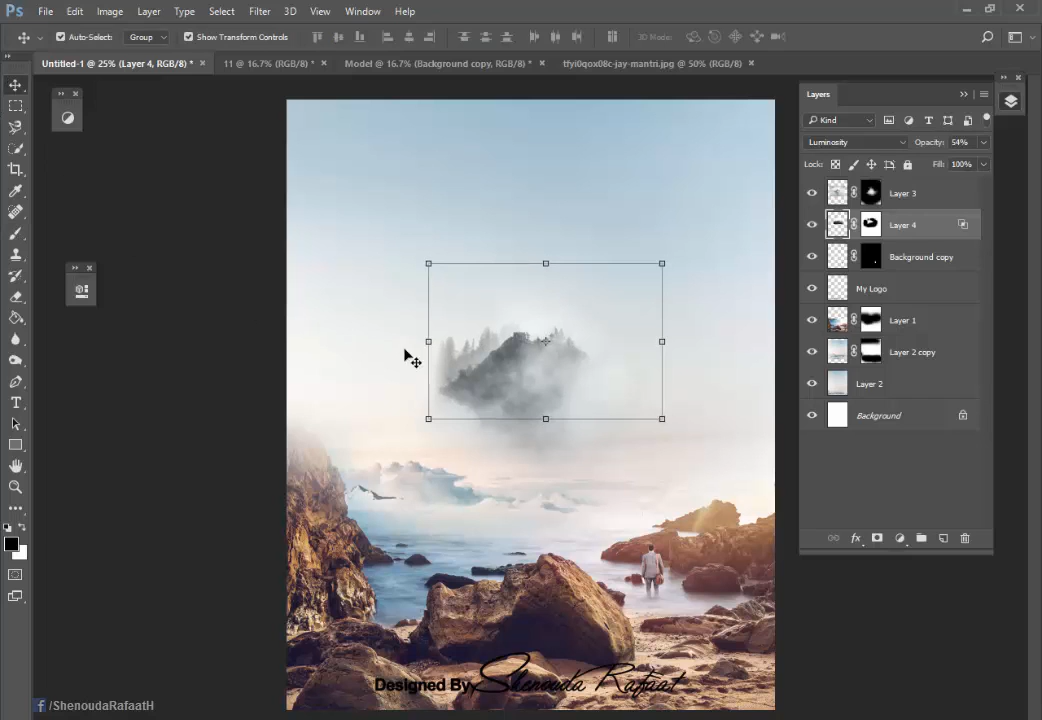 Ps File Edit Image Layer Type Select Filter 3D View Window Help
Auto-Select: Group Show Transform Controls 3D Mode:
Untitled-1 @ 25% (Layer 4, RGB/8) * × 11 @ 16.7% (RGB/8) * × Model @ 16.7% (Background copy, RGB/8) * × tfyi0qox08c-jay-mantri.jpg @ 50% (RGB/8) ×
Layers
Kind
Luminosity Opacity: 54%
Lock: Fill: 100%
Layer 3
Layer 4
Background copy
My Logo
Layer 1
Layer 2 copy
Layer 2
Background
fx
Designed By Shenouda Rafaat
f /ShenoudaRafaatH